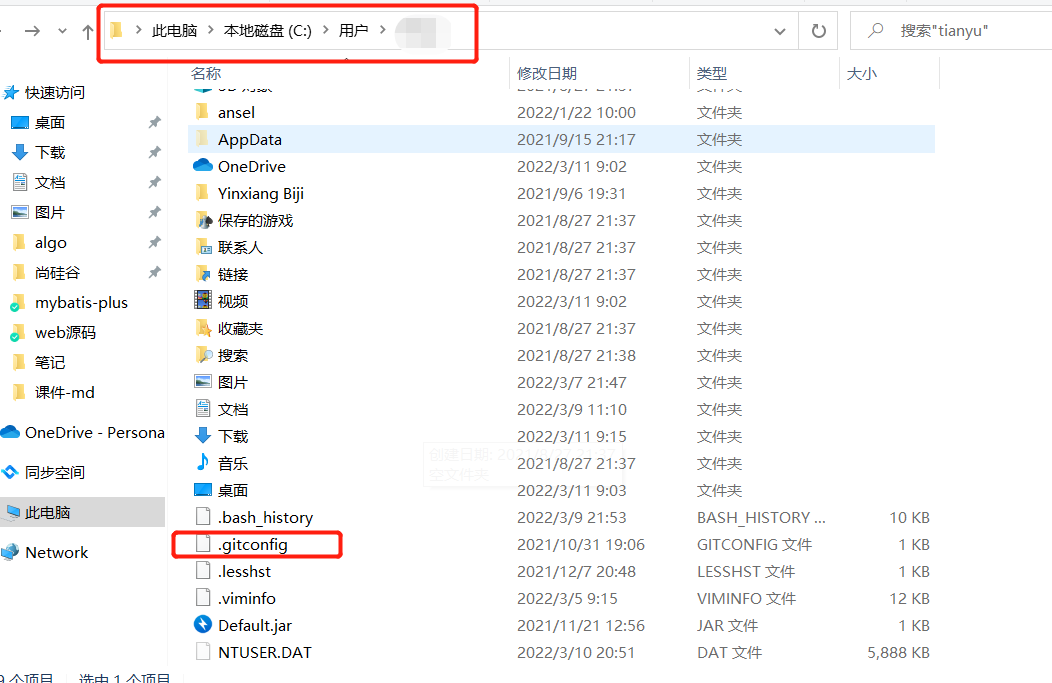 此电脑 本地磁盘 (C:) 用户
搜索"tianyu"
名称 修改日期 类型 大小
快速访问
桌面
下载
文档
图片
algo
尚硅谷
mybatis-plus
web源码
笔记
课件-md
OneDrive - Persona
同步空间
此电脑
Network
ansel 2022/1/22 10:00 文件夹
AppData 2021/9/15 21:17 文件夹
OneDrive 2022/3/11 9:02 文件夹
Yinxiang Biji 2021/9/6 19:31 文件夹
保存的游戏 2021/8/27 21:37 文件夹
联系人 2021/8/27 21:37 文件夹
链接 2021/8/27 21:37 文件夹
视频 2022/3/11 9:02 文件夹
收藏夹 2021/8/27 21:37 文件夹
搜索 2021/8/27 21:38 文件夹
图片 2022/3/7 21:47 文件夹
文档 2022/3/9 11:10 文件夹
下载 2022/3/11 9:15 文件夹
音乐 2021/8/27 21:37 文件夹
桌面 2022/3/11 9:03 文件夹
.bash_history 2022/3/9 21:53 BASH_HISTORY ... 10 KB
.gitconfig 2021/10/31 19:06 GITCONFIG 文件 1 KB
.lesshst 2021/12/7 20:48 LESSHST 文件 1 KB
.viminfo 2022/3/5 9:15 VIMINFO 文件 12 KB
Default.jar 2021/11/21 12:56 JAR 文件 1 KB
NTUSER.DAT 2022/3/10 20:51 DAT 文件 5,888 KB
个项目 选中 1 个项目